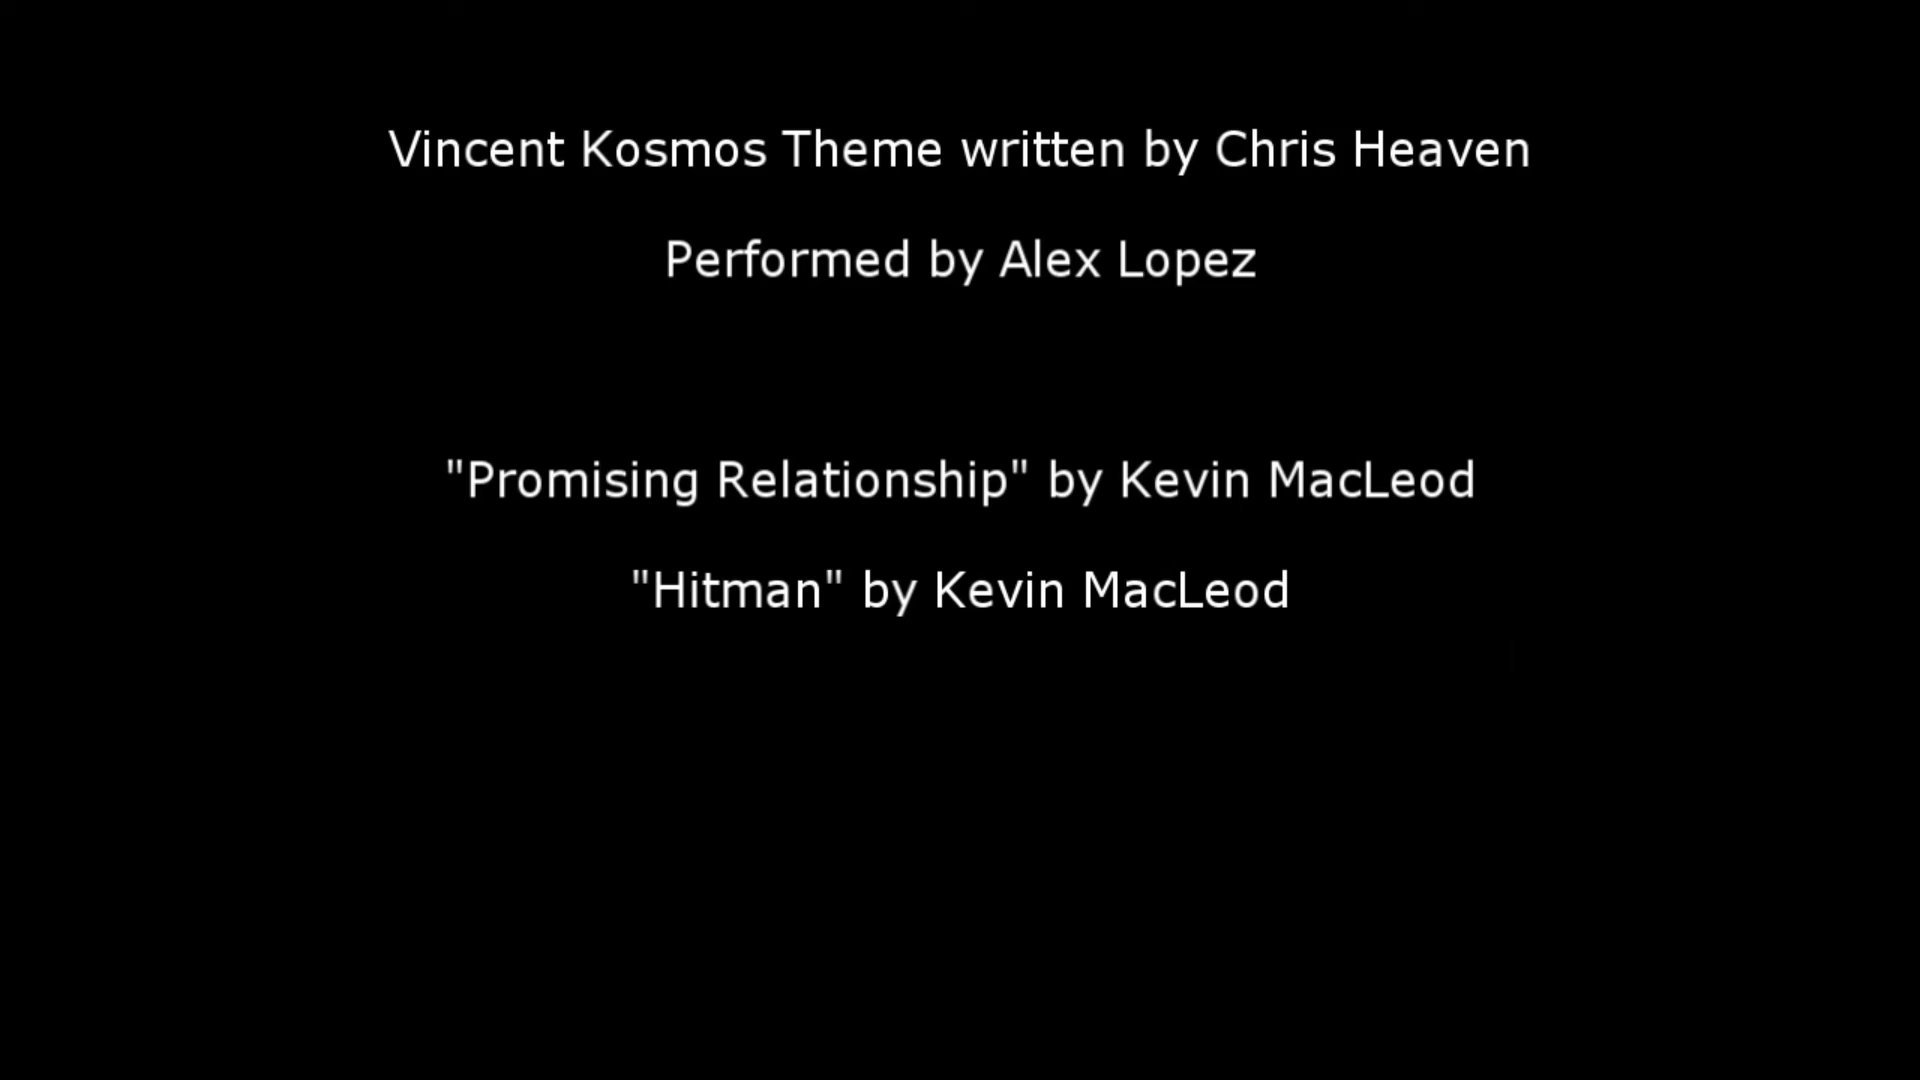 Vincent Kosmos Theme written by Chris Heaven
Performed by Alex Lopez
"Promising Relationship" by Kevin MacLeod
"Hitman" by Kevin MacLeod